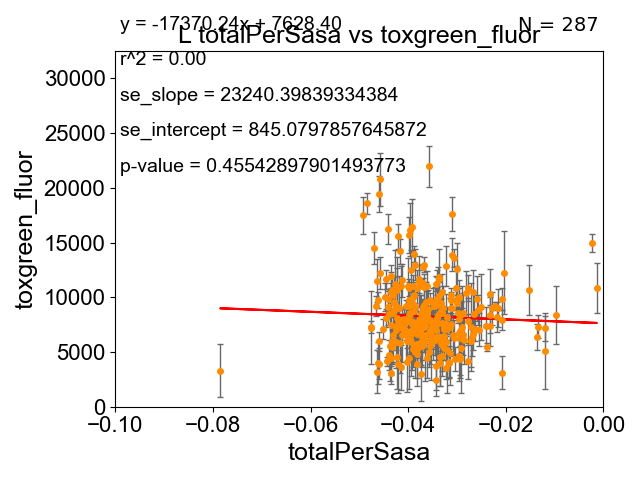 y = -17370.24x + 7628.40
N = 287
L totalPerSasa vs toxgreen_fluor
r^2 = 0.00
se_slope = 23240.39839334384
se_intercept = 845.0797857645872
p-value = 0.45542897901493773
toxgreen_fluor
30000
25000
20000
15000
10000
5000
0
−0.10 −0.08 −0.06 −0.04 −0.02 0.00
totalPerSasa